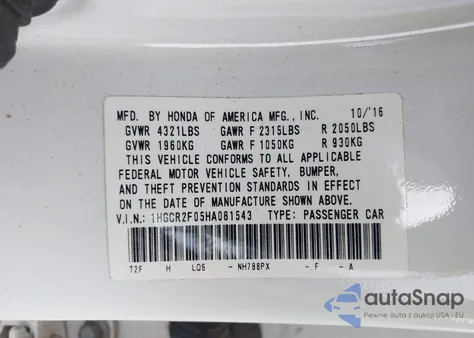 MFD. BY HONDA OF AMERICA MFG., INC. 10/'16
GVWR 4321LBS GAWR F 2315LBS R 2050LBS
GVWR 1960KG GAWR F 1050KG R 930KG
THIS VEHICLE CONFORMS TO ALL APPLICABLE
FEDERAL MOTOR VEHICLE SAFETY, BUMPER,
AND THEFT PREVENTION STANDARDS IN EFFECT
ON THE DATE OF MANUFACTURE SHOWN ABOVE.
V.I.N.: 1HGCR2F05HA081543 TYPE: PASSENGER CAR
T2F H LQ6 - NH788PX - F - A
autoSnap
Pewne auta z aukcji USA i EU